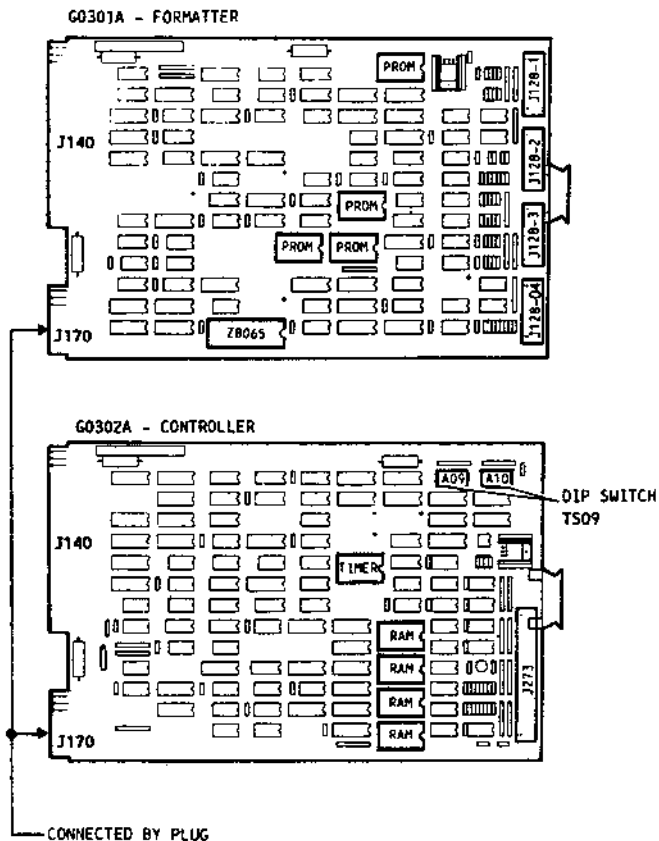 G0301A - FORMATTER
PROM
J128-1
J140
J128-2
PROM
J128-3
PROM PROM
J128-04
J170
Z8065
G0302A - CONTROLLER
A09 A10
DIP SWITCH
TS09
J140
TIMER
RAM
RAM
J273
RAM
J170
RAM
CONNECTED BY PLUG